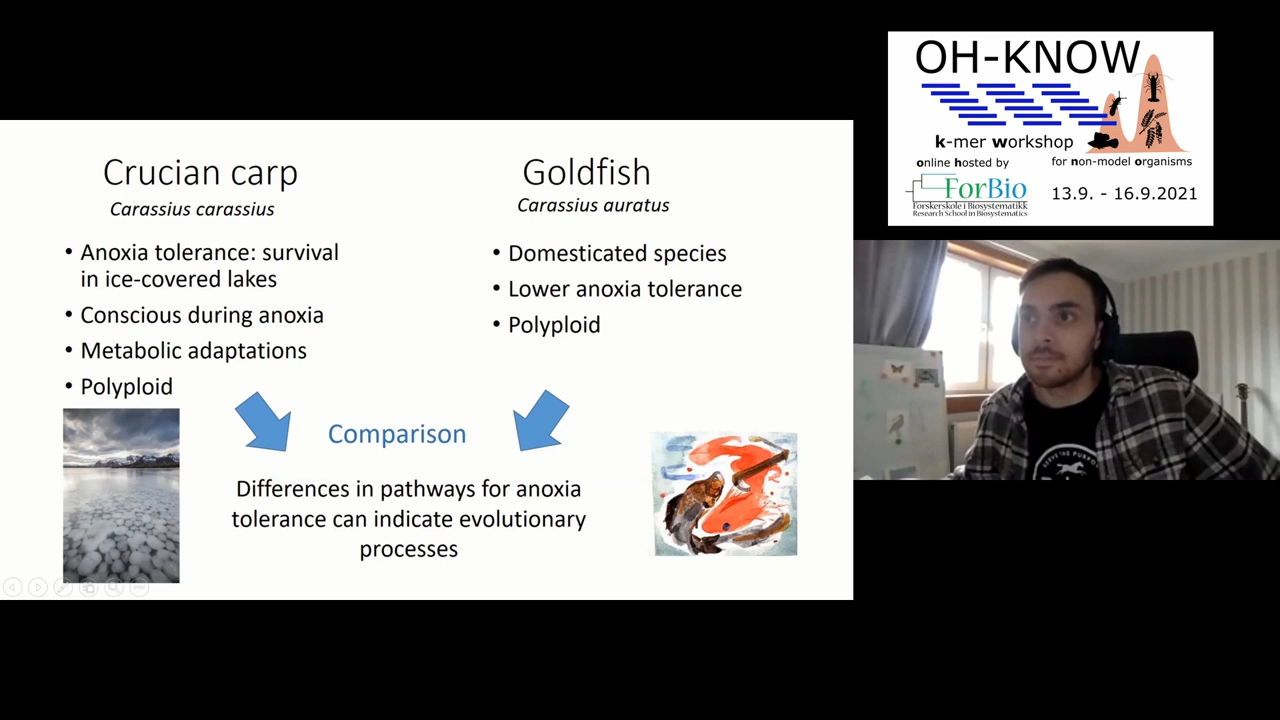 Crucian carp
Carassius carassius
• Anoxia tolerance: survival
in ice-covered lakes
• Conscious during anoxia
• Metabolic adaptations
• Polyploid
Goldfish
Carassius auratus
• Domesticated species
• Lower anoxia tolerance
• Polyploid
Comparison
Differences in pathways for anoxia
tolerance can indicate evolutionary
processes
OH-KNOW
k-mer workshop
online hosted by
for non-model organisms
ForBio
Forskerskole i Biosystematikk
Research School in Biosystematics
13.9. - 16.9.2021